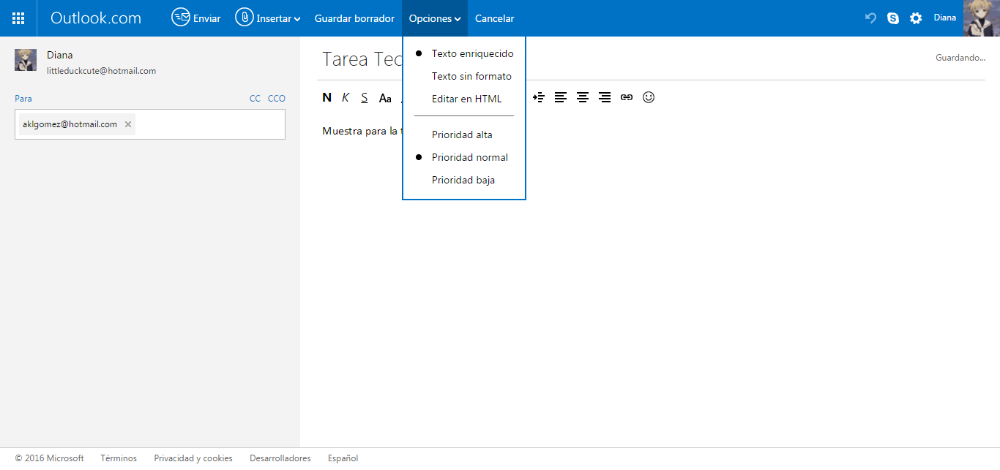 Outlook.com Enviar Insertar Guardar borrador Opciones Cancelar Diana
Diana
littleduckcute@hotmail.com
Para CC CCO
aklgomez@hotmail.com
Tarea Tec
Guardando...
N K S Aa
Muestra para la
Texto enriquecido
Texto sin formato
Editar en HTML
Prioridad alta
Prioridad normal
Prioridad baja
© 2016 Microsoft Términos Privacidad y cookies Desarrolladores Español